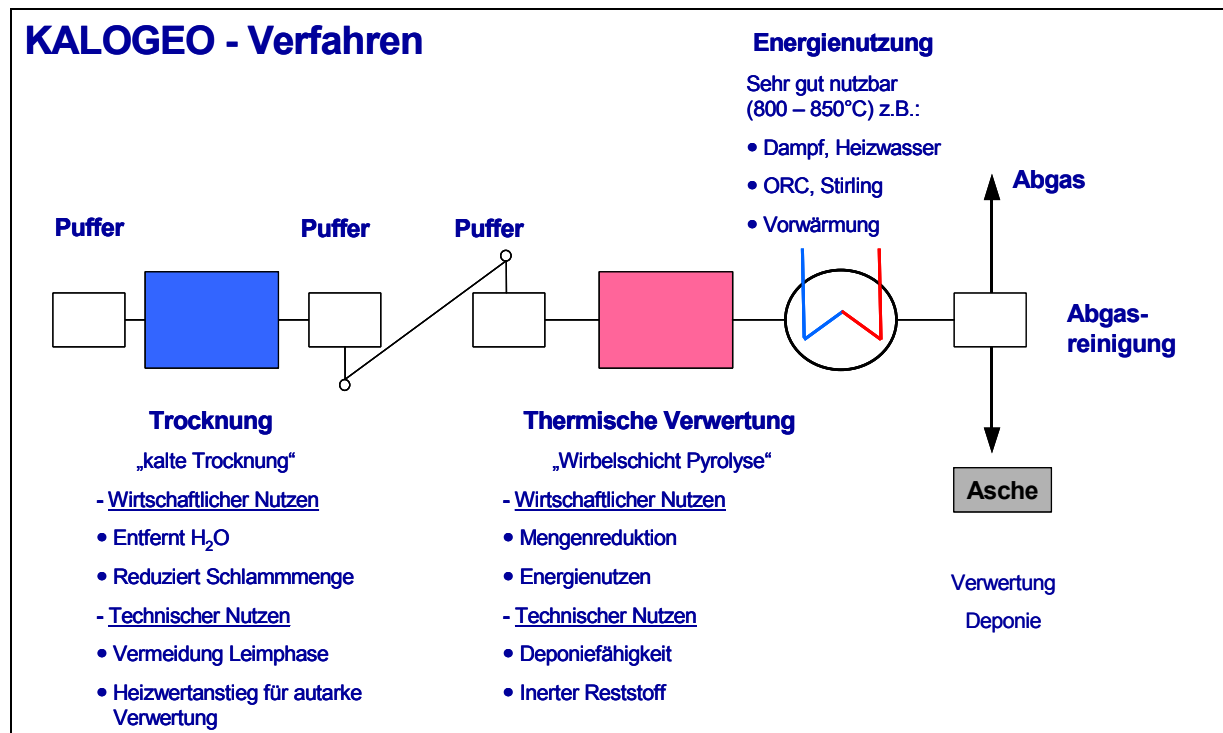 KALOGEO - Verfahren
Energienutzung
Sehr gut nutzbar
(800 – 850°C) z.B.:
• Dampf, Heizwasser
• ORC, Stirling
• Vorwärmung
Abgas
Puffer
Puffer
Puffer
Abgas-
reinigung
Trocknung
„kalte Trocknung“
- Wirtschaftlicher Nutzen
• Entfernt H₂O
• Reduziert Schlammmenge
- Technischer Nutzen
• Vermeidung Leimphase
• Heizwertanstieg für autarke
Verwertung
Thermische Verwertung
„Wirbelschicht Pyrolyse“
- Wirtschaftlicher Nutzen
• Mengenreduktion
• Energienutzen
- Technischer Nutzen
• Deponiefähigkeit
• Inerter Reststoff
Asche
Verwertung
Deponie